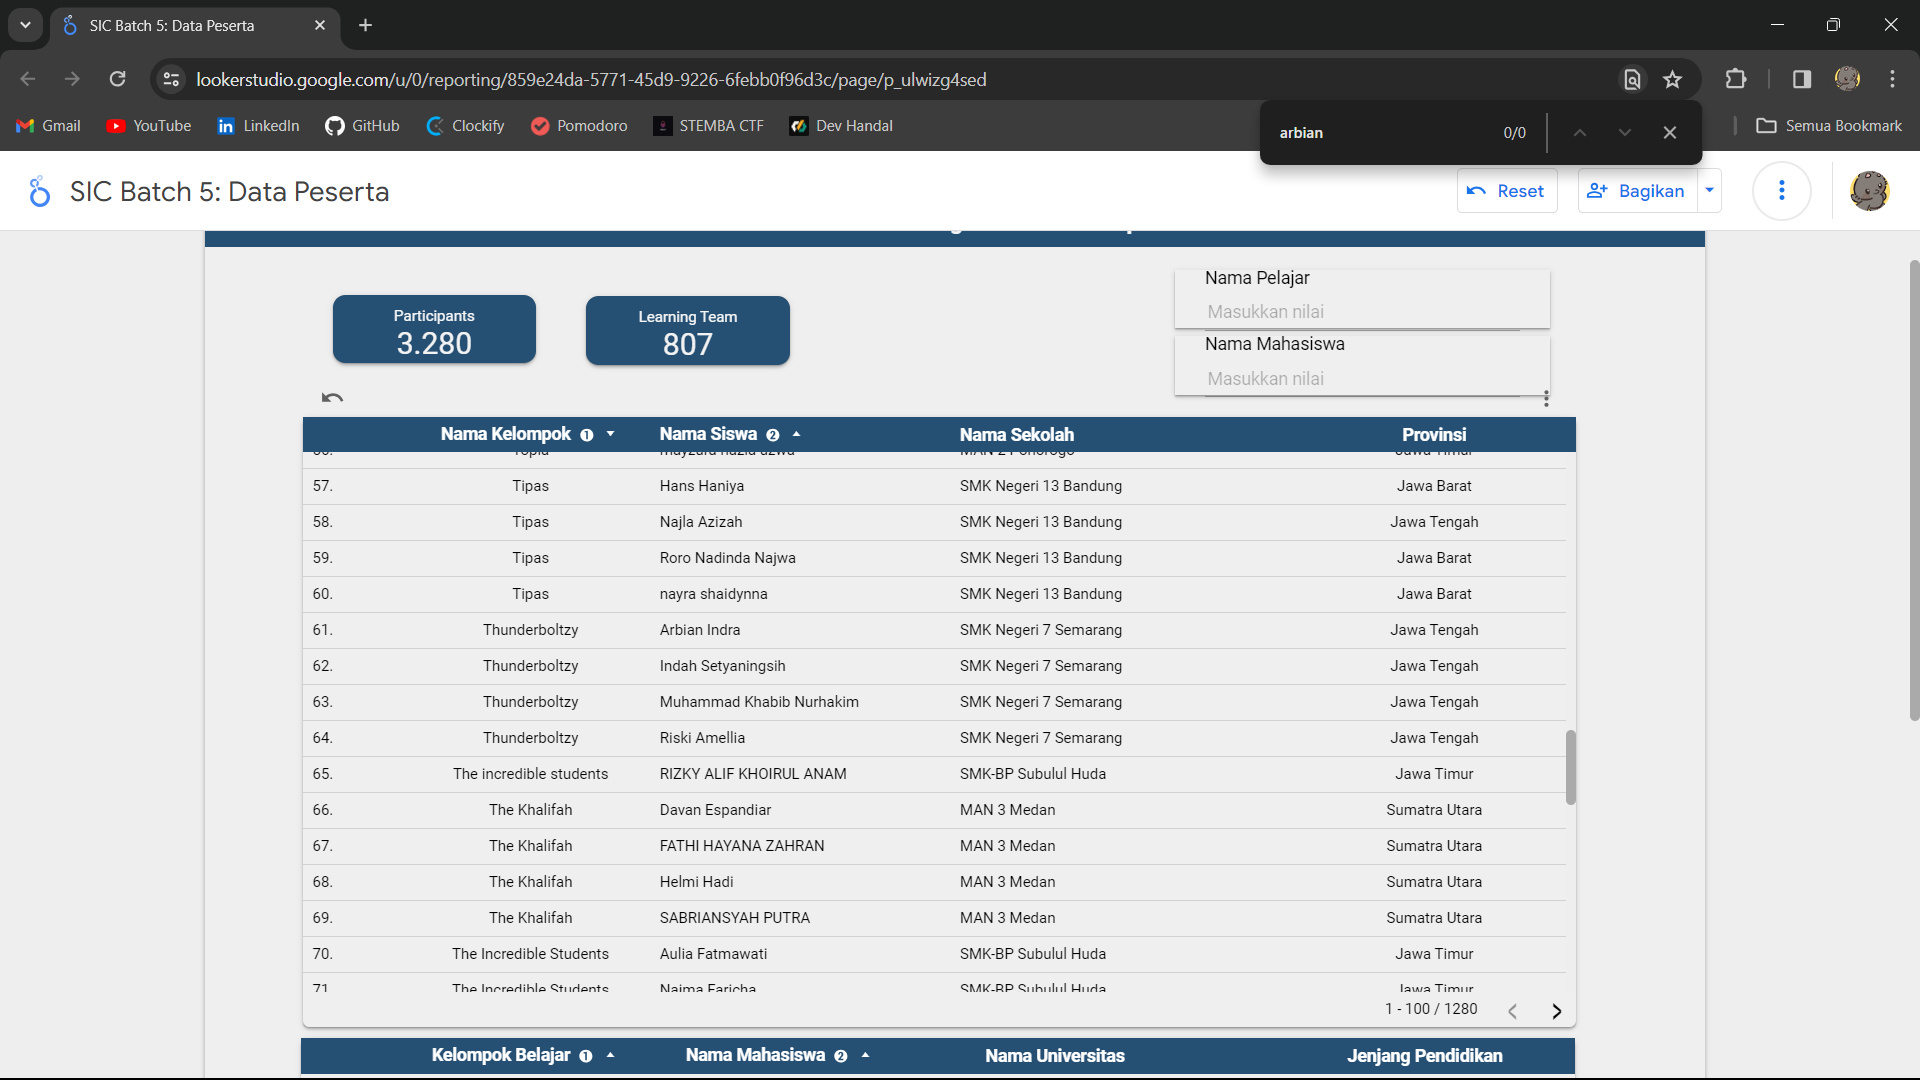 SIC Batch 5: Data Peserta
lookerstudio.google.com/u/0/reporting/859e24da-5771-45d9-9226-6febb0f96d3c/page/p_ulwizg4sed
Gmail YouTube LinkedIn GitHub Clockify Pomodoro STEMBA CTF Dev Handal Semua Bookmark
arbian 0/0
SIC Batch 5: Data Peserta Reset Bagikan
Nama Pelajar
Masukkan nilai
Participants
3.280
Learning Team
807
Nama Mahasiswa
Masukkan nilai
Nama Kelompok 1 Nama Siswa 2 Nama Sekolah Provinsi
57. Tipas Hans Haniya SMK Negeri 13 Bandung Jawa Barat
58. Tipas Najla Azizah SMK Negeri 13 Bandung Jawa Tengah
59. Tipas Roro Nadinda Najwa SMK Negeri 13 Bandung Jawa Barat
60. Tipas nayra shaidynna SMK Negeri 13 Bandung Jawa Barat
61. Thunderboltzy Arbian Indra SMK Negeri 7 Semarang Jawa Tengah
62. Thunderboltzy Indah Setyaningsih SMK Negeri 7 Semarang Jawa Tengah
63. Thunderboltzy Muhammad Khabib Nurhakim SMK Negeri 7 Semarang Jawa Tengah
64. Thunderboltzy Riski Amellia SMK Negeri 7 Semarang Jawa Tengah
65. The incredible students RIZKY ALIF KHOIRUL ANAM SMK-BP Subulul Huda Jawa Timur
66. The Khalifah Davan Espandiar MAN 3 Medan Sumatra Utara
67. The Khalifah FATHI HAYANA ZAHRAN MAN 3 Medan Sumatra Utara
68. The Khalifah Helmi Hadi MAN 3 Medan Sumatra Utara
69. The Khalifah SABRIANSYAH PUTRA MAN 3 Medan Sumatra Utara
70. The Incredible Students Aulia Fatmawati SMK-BP Subulul Huda Jawa Timur
71 The Incredible Students Naima Faricha SMK-BP Subulul Huda Jawa Timur
1 - 100 / 1280
Kelompok Belajar 1 Nama Mahasiswa 2 Nama Universitas Jenjang Pendidikan